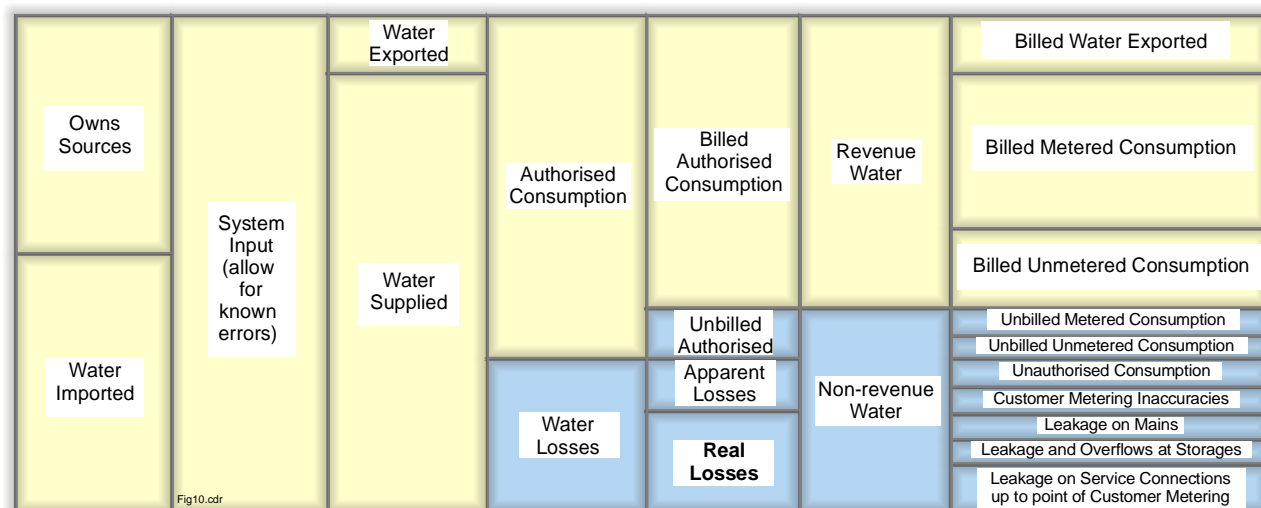 Owns
Sources
Water
Imported
System
Input
(allow
for
known
errors)
Fig10.cdr
Water
Exported
Water
Supplied
Authorised
Consumption
Water
Losses
Billed
Authorised
Consumption
Unbilled
Authorised
Apparent
Losses
Real
Losses
Revenue
Water
Non-revenue
Water
Billed Water Exported
Billed Metered Consumption
Billed Unmetered Consumption
Unbilled Metered Consumption
Unbilled Unmetered Consumption
Unauthorised Consumption
Customer Metering Inaccuracies
Leakage on Mains
Leakage and Overflows at Storages
Leakage on Service Connections
up to point of Customer Metering